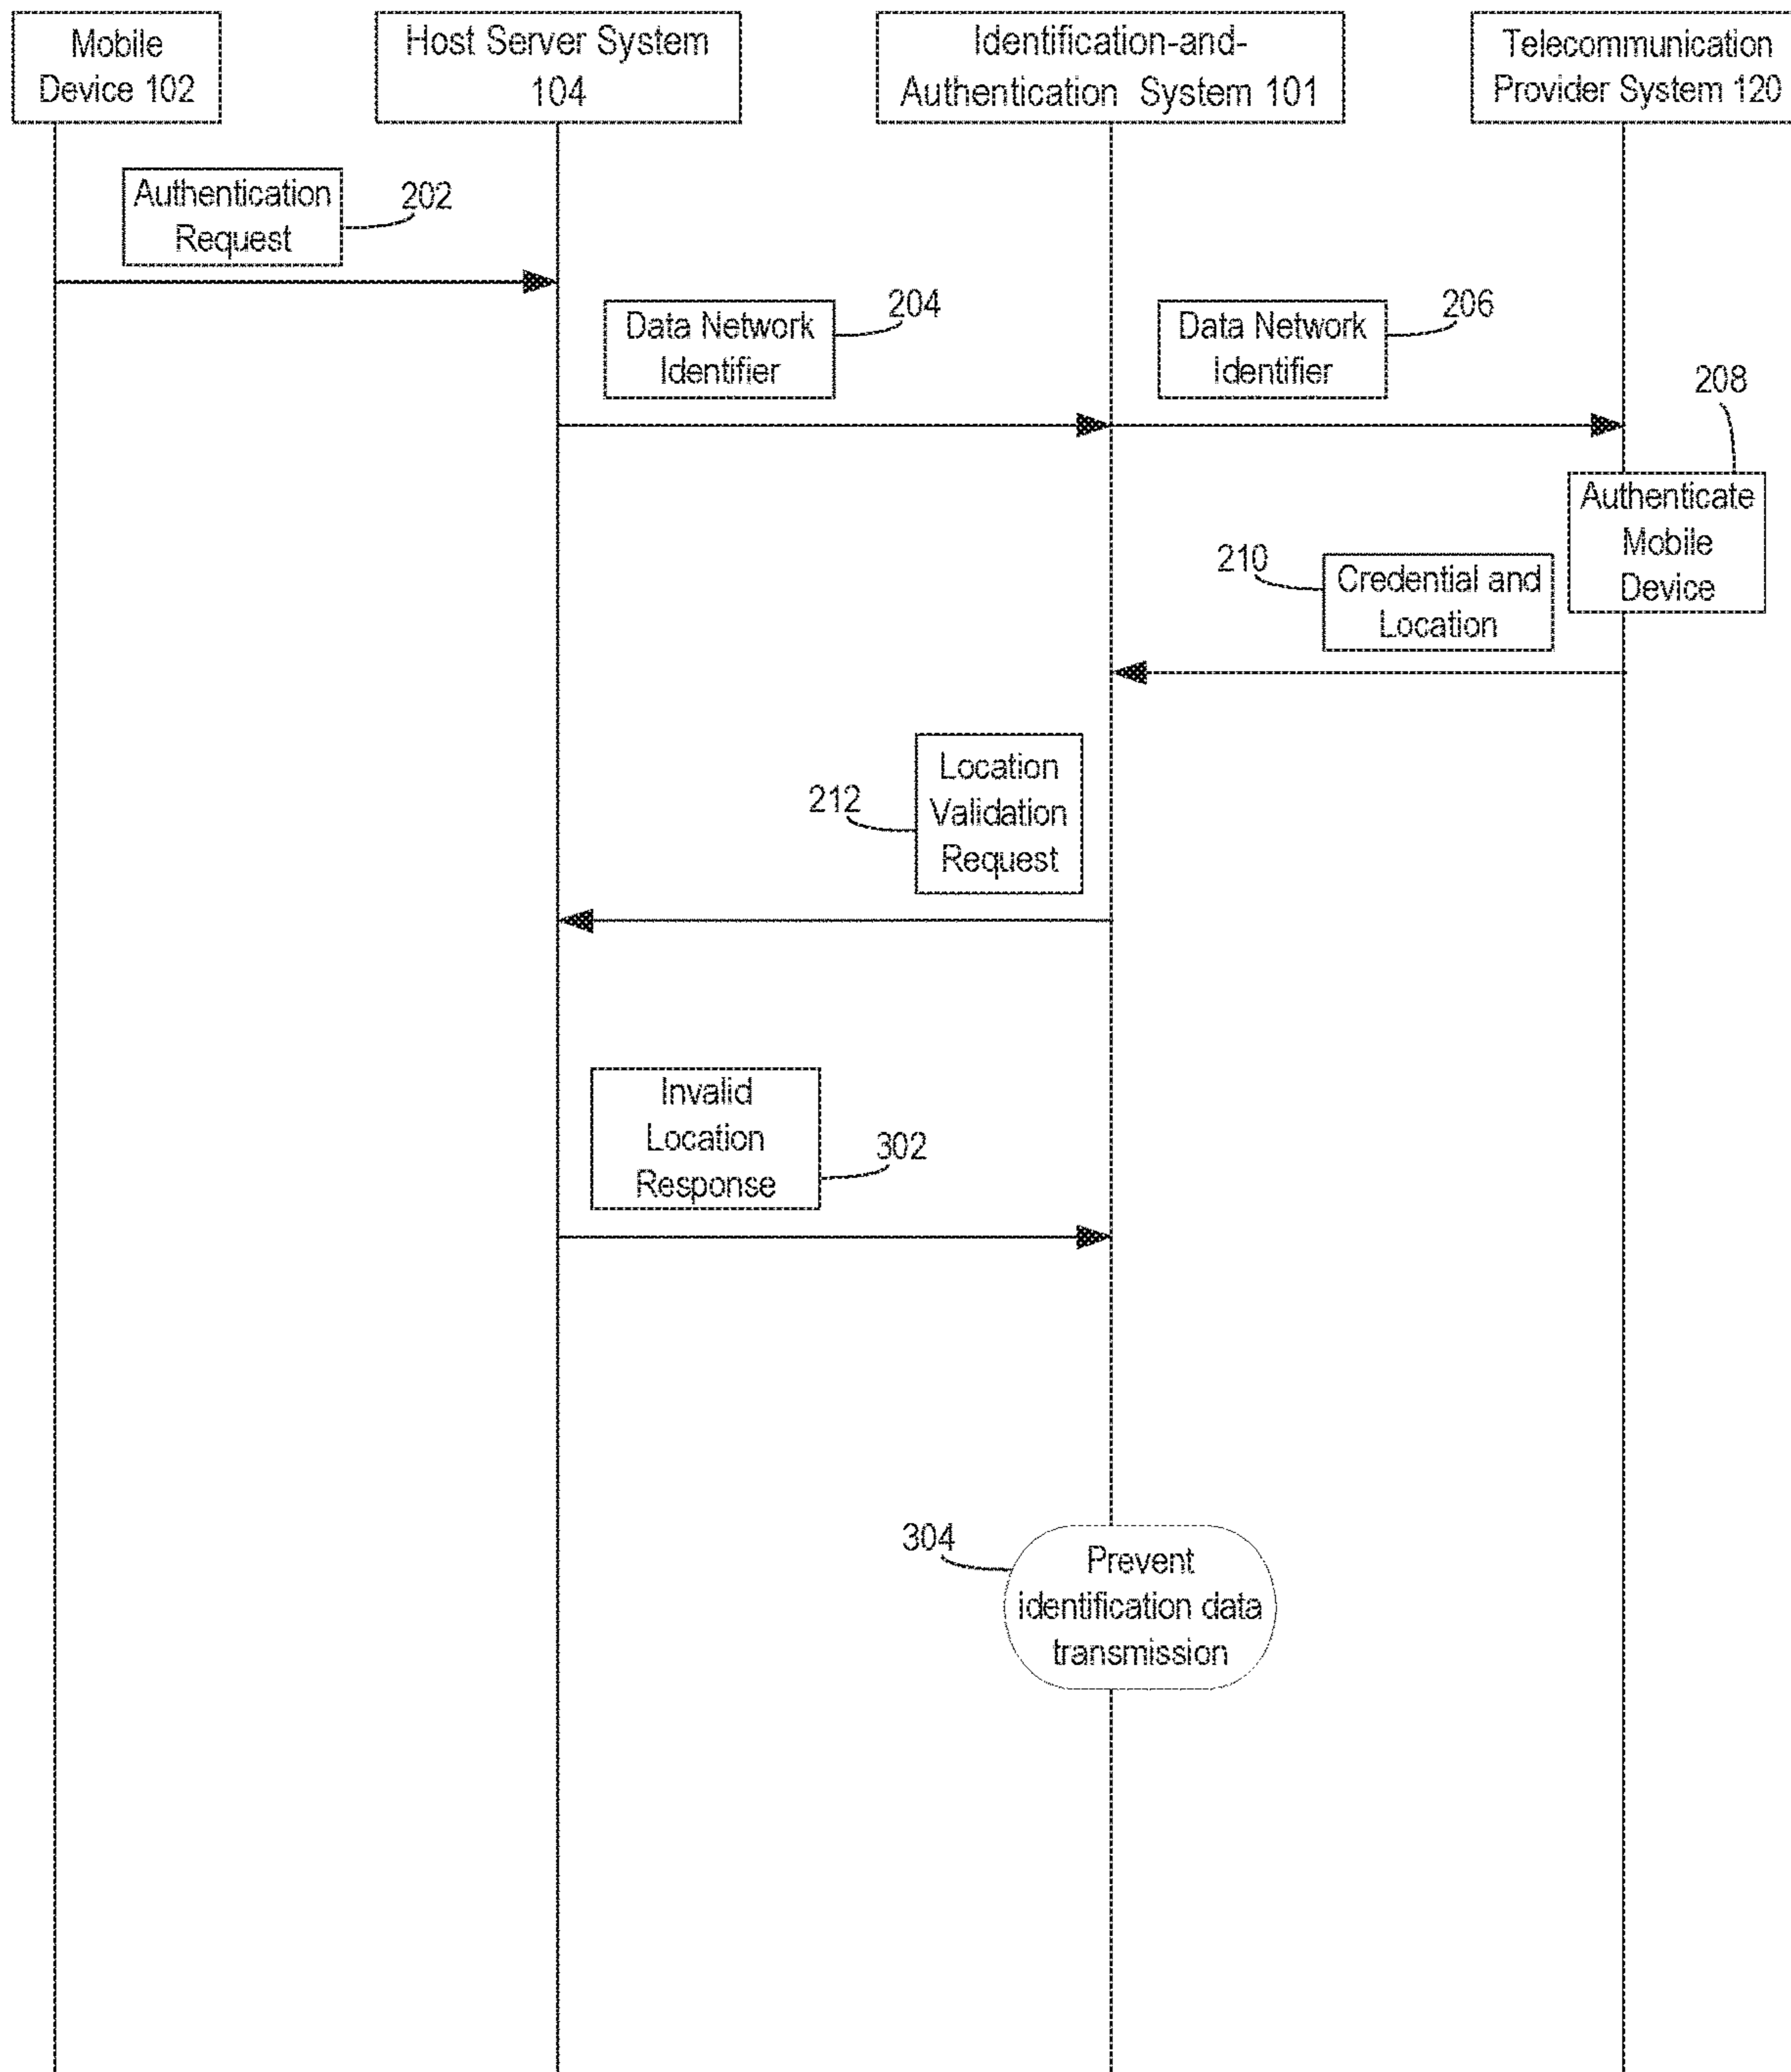 Mobile
Device 102
Host Server System
104
Identification-and-
Authentication System 101
Telecommunication
Provider System 120
Authentication
Request
202
Data Network
Identifier
204
Data Network
Identifier
206
208
Authenticate
Mobile
Device
210
Credential and
Location
Location
Validation
Request
212
Invalid
Location
Response
302
304
Prevent
identification data
transmission